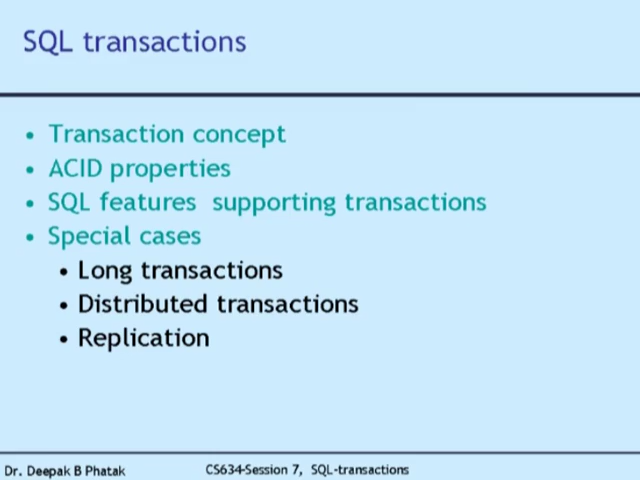 SQL transactions
• Transaction concept
• ACID properties
• SQL features supporting transactions
• Special cases
• Long transactions
• Distributed transactions
• Replication
Dr. Deepak B Phatak CS634-Session 7, SQL-transactions